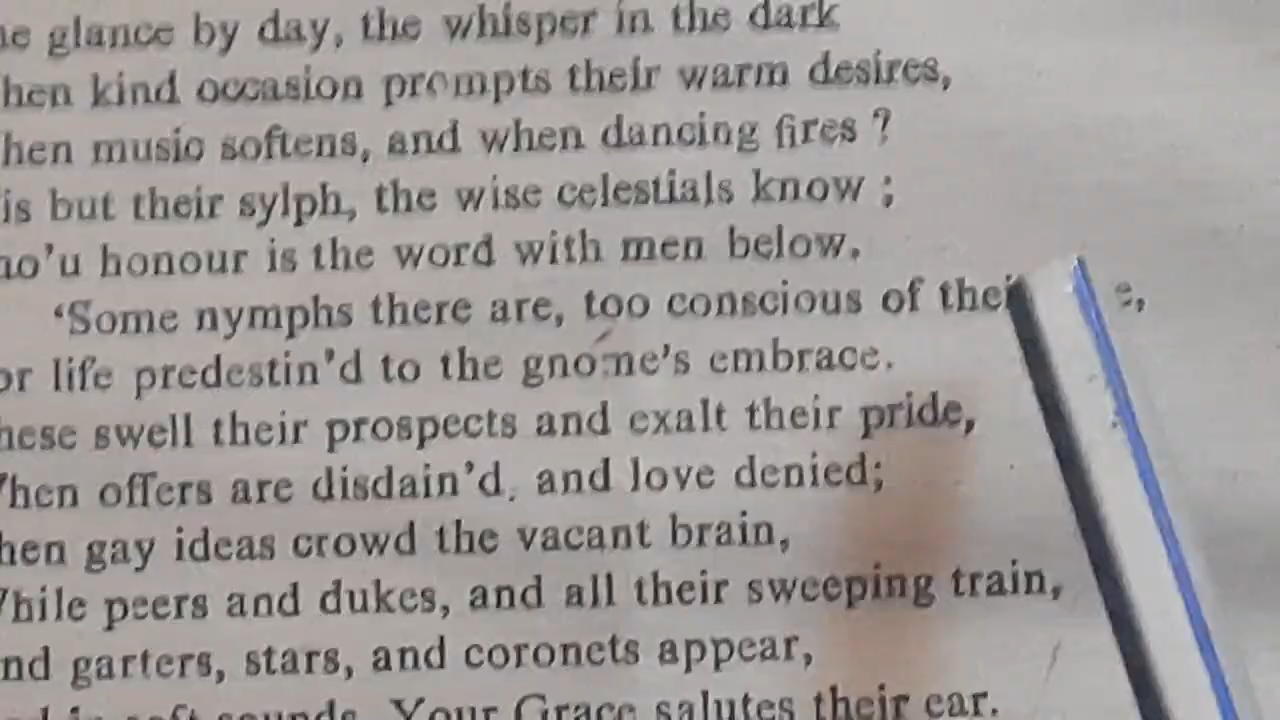 glance by day, the whisper in the dark
hen kind occasion prompts their warm desires,
hen music softens, and when dancing fires ?
is but their sylph, the wise celestials know ;
ho'u honour is the word with men below.
'Some nymphs there are, too conscious of their
or life predestin'd to the gnome's embrace.
hese swell their prospects and exalt their pride,
hen offers are disdain'd, and love denied;
hen gay ideas crowd the vacant brain,
hile peers and dukes, and all their sweeping train,
nd garters, stars, and coronets appear,
soft sounds, Your Grace salutes their ear.